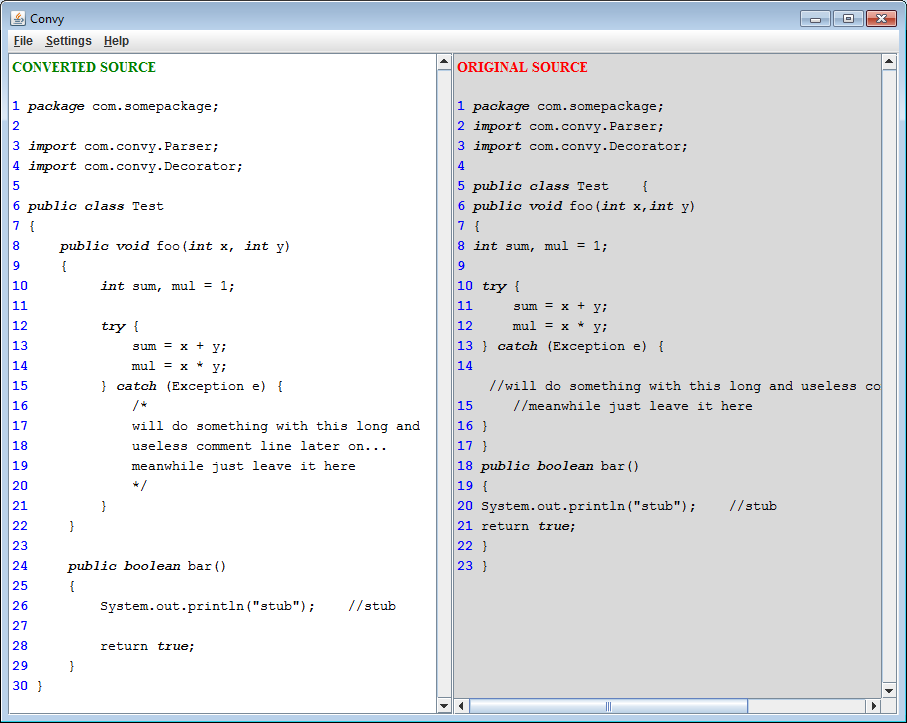 Convy
File Settings Help
CONVERTED SOURCE
1 package com.somepackage;
2
3 import com.convy.Parser;
4 import com.convy.Decorator;
5
6 public class Test
7 {
8     public void foo(int x, int y)
9     {
10         int sum, mul = 1;
11
12         try {
13             sum = x + y;
14             mul = x * y;
15         } catch (Exception e) {
16             /*
17             will do something with this long and
18             useless comment line later on...
19             meanwhile just leave it here
20             */
21         }
22     }
23
24     public boolean bar()
25     {
26         System.out.println("stub");    //stub
27
28         return true;
29     }
30 }
ORIGINAL SOURCE
1 package com.somepackage;
2 import com.convy.Parser;
3 import com.convy.Decorator;
4
5 public class Test    {
6 public void foo(int x,int y)
7 {
8 int sum, mul = 1;
9
10 try {
11     sum = x + y;
12     mul = x * y;
13 } catch (Exception e) {
14
    //will do something with this long and useless co
15     //meanwhile just leave it here
16 }
17 }
18 public boolean bar()
19 {
20 System.out.println("stub");    //stub
21 return true;
22 }
23 }